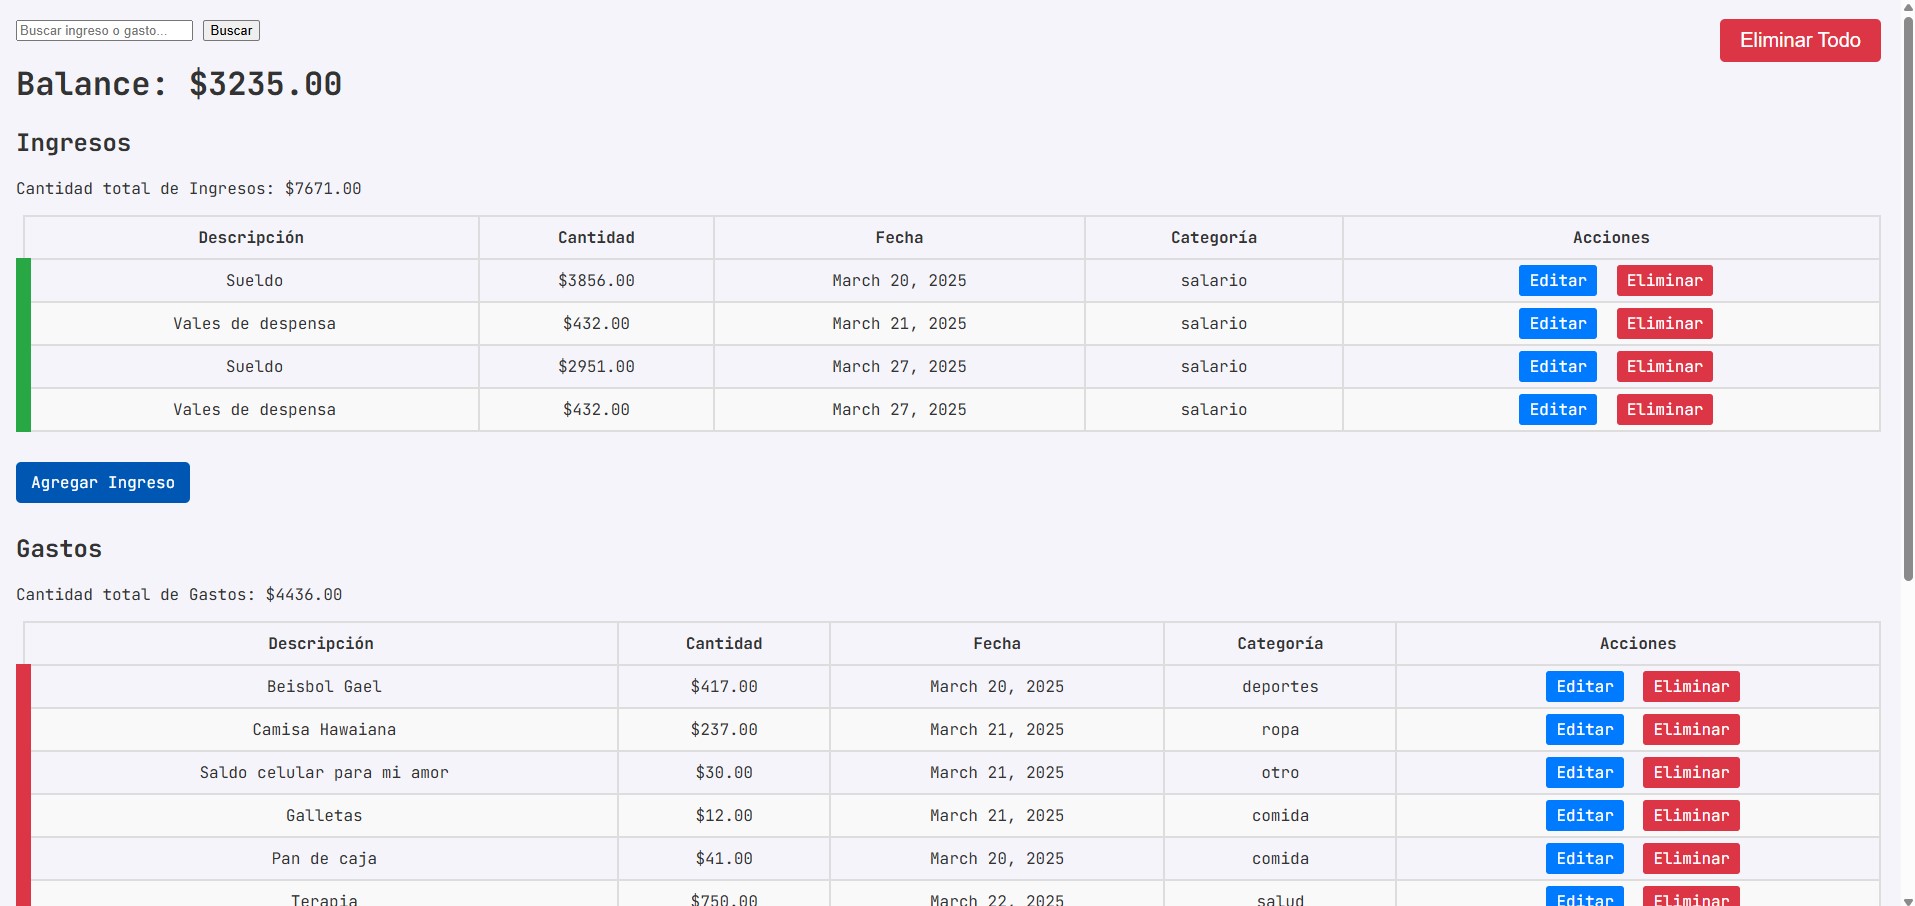 Buscar ingreso o gasto... Buscar Eliminar Todo
Balance: $3235.00
Ingresos
Cantidad total de Ingresos: $7671.00
Descripción Cantidad Fecha Categoría Acciones
Sueldo $3856.00 March 20, 2025 salario Editar Eliminar
Vales de despensa $432.00 March 21, 2025 salario Editar Eliminar
Sueldo $2951.00 March 27, 2025 salario Editar Eliminar
Vales de despensa $432.00 March 27, 2025 salario Editar Eliminar
Agregar Ingreso
Gastos
Cantidad total de Gastos: $4436.00
Descripción Cantidad Fecha Categoría Acciones
Beisbol Gael $417.00 March 20, 2025 deportes Editar Eliminar
Camisa Hawaiana $237.00 March 21, 2025 ropa Editar Eliminar
Saldo celular para mi amor $30.00 March 21, 2025 otro Editar Eliminar
Galletas $12.00 March 21, 2025 comida Editar Eliminar
Pan de caja $41.00 March 20, 2025 comida Editar Eliminar
Terapia $750.00 March 22, 2025 salud Editar Eliminar